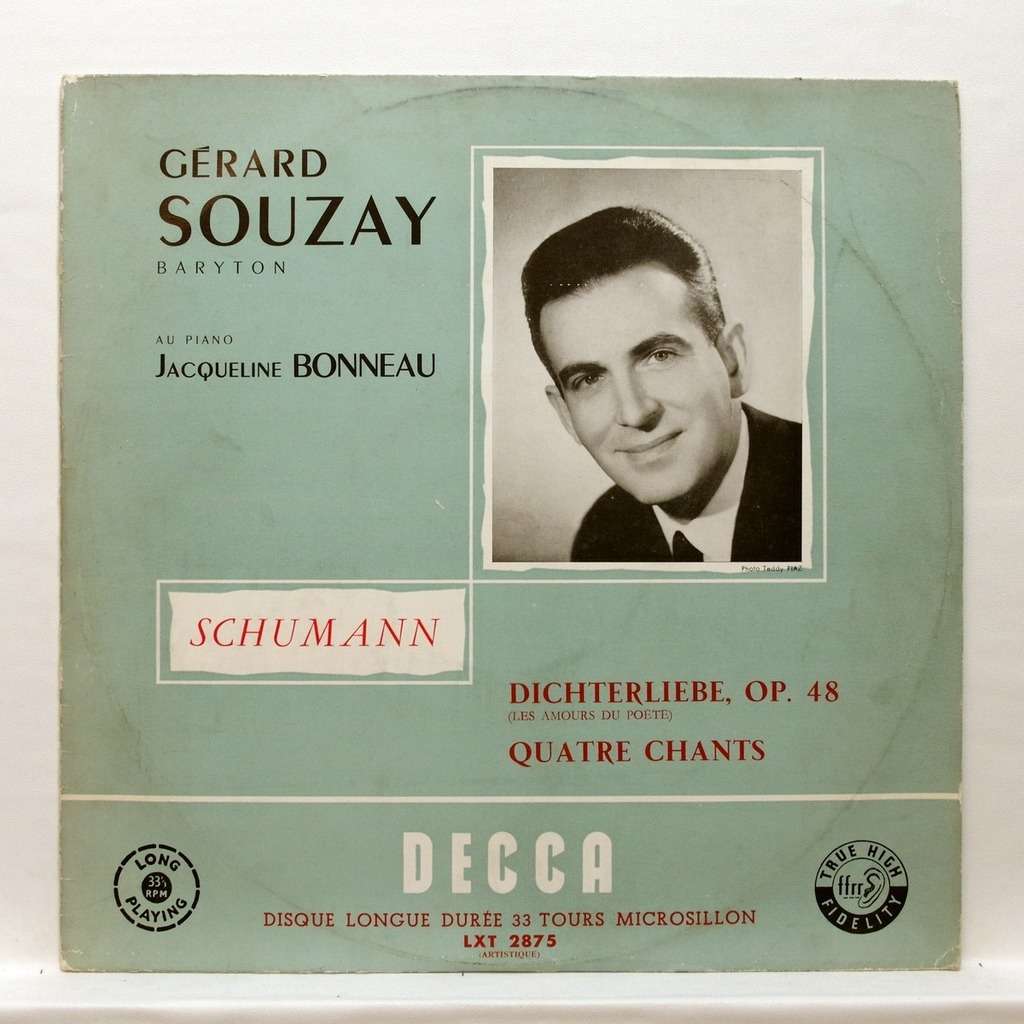 GÉRARD
SOUZAY
BARYTON
AU PIANO
JACQUELINE BONNEAU
Photo Teddy PIAZ
SCHUMANN
DICHTERLIEBE, OP. 48
(LES AMOURS DU POÈTE)
QUATRE CHANTS
LONG
33⅓
RPM
PLAYING
DECCA
DISQUE LONGUE DURÉE 33 TOURS MICROSILLON
LXT 2875
(ARTISTIQUE)
TRUE HIGH
ffrr
FIDELITY